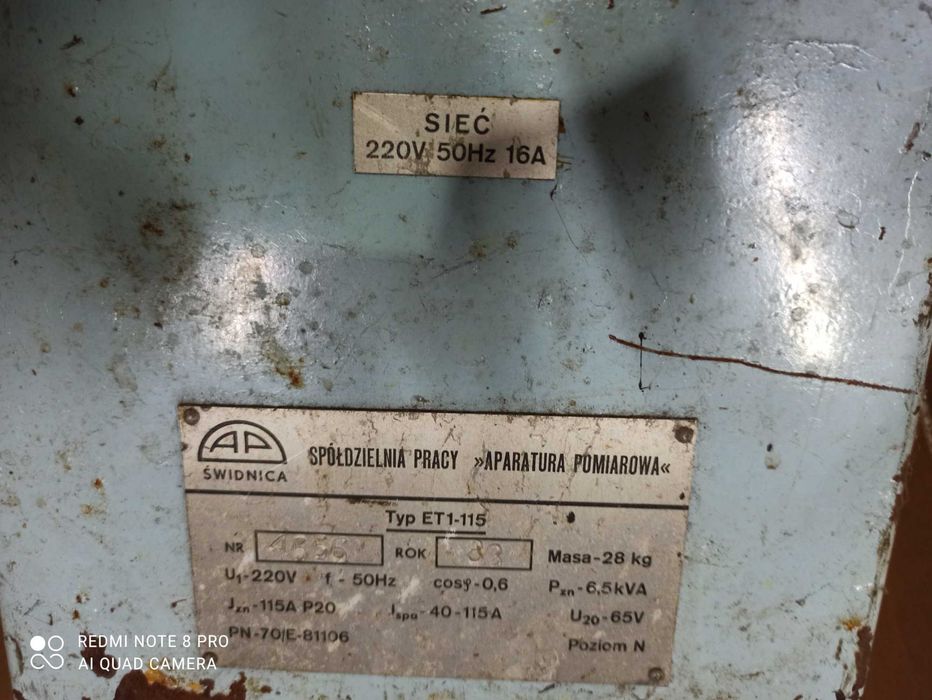 SIEĆ
220V 50Hz 16A
AP
ŚWIDNICA
SPÓŁDZIELNIA PRACY »APARATURA POMIAROWA«
Typ ET1-115
NR ROK Masa-28 kg
U1-220V f-50Hz cosφ-0,6 Pzn-6,5kVA
Jzn-115A P20 Jspa-40-115A U20-65V
PN-70/E-81106 Poziom N
REDMI NOTE 8 PRO
AI QUAD CAMERA